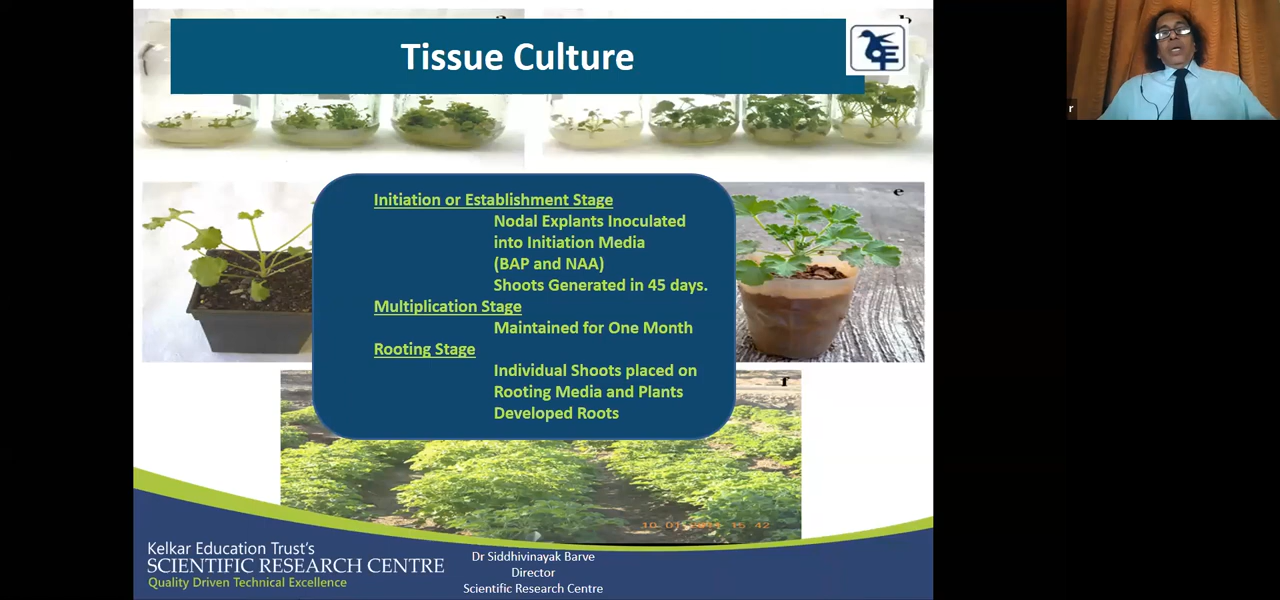 a
b
Tissue Culture
r
e
Initiation or Establishment Stage
Nodal Explants Inoculated
into Initiation Media
(BAP and NAA)
Shoots Generated in 45 days.
Multiplication Stage
Maintained for One Month
Rooting Stage
Individual Shoots placed on
Rooting Media and Plants
Developed Roots
f
15 42
Kelkar Education Trust's
SCIENTIFIC RESEARCH CENTRE
Quality Driven Technical Excellence
Dr Siddhivinayak Barve
Director
Scientific Research Centre